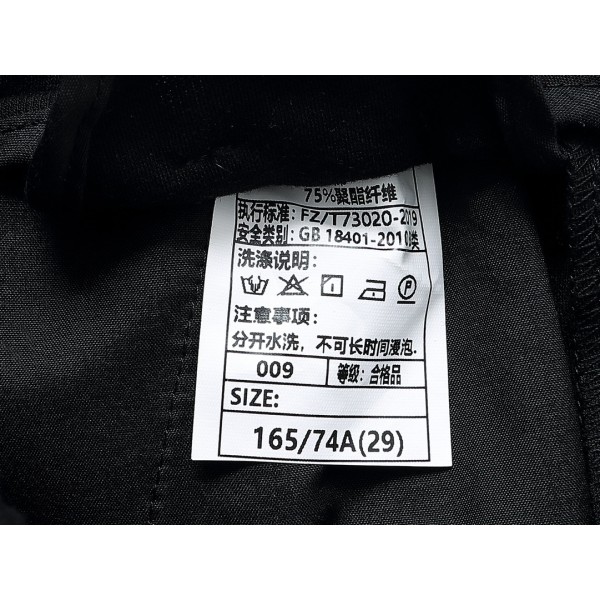 75%聚酯纤维
执行标准: FZ/T73020-2019
安全类别: GB 18401-2010
洗涤说明:
P
注意事项:
分开水洗, 不可长时间浸泡.
009
等级: 合格品
SIZE:
165/74A(29)